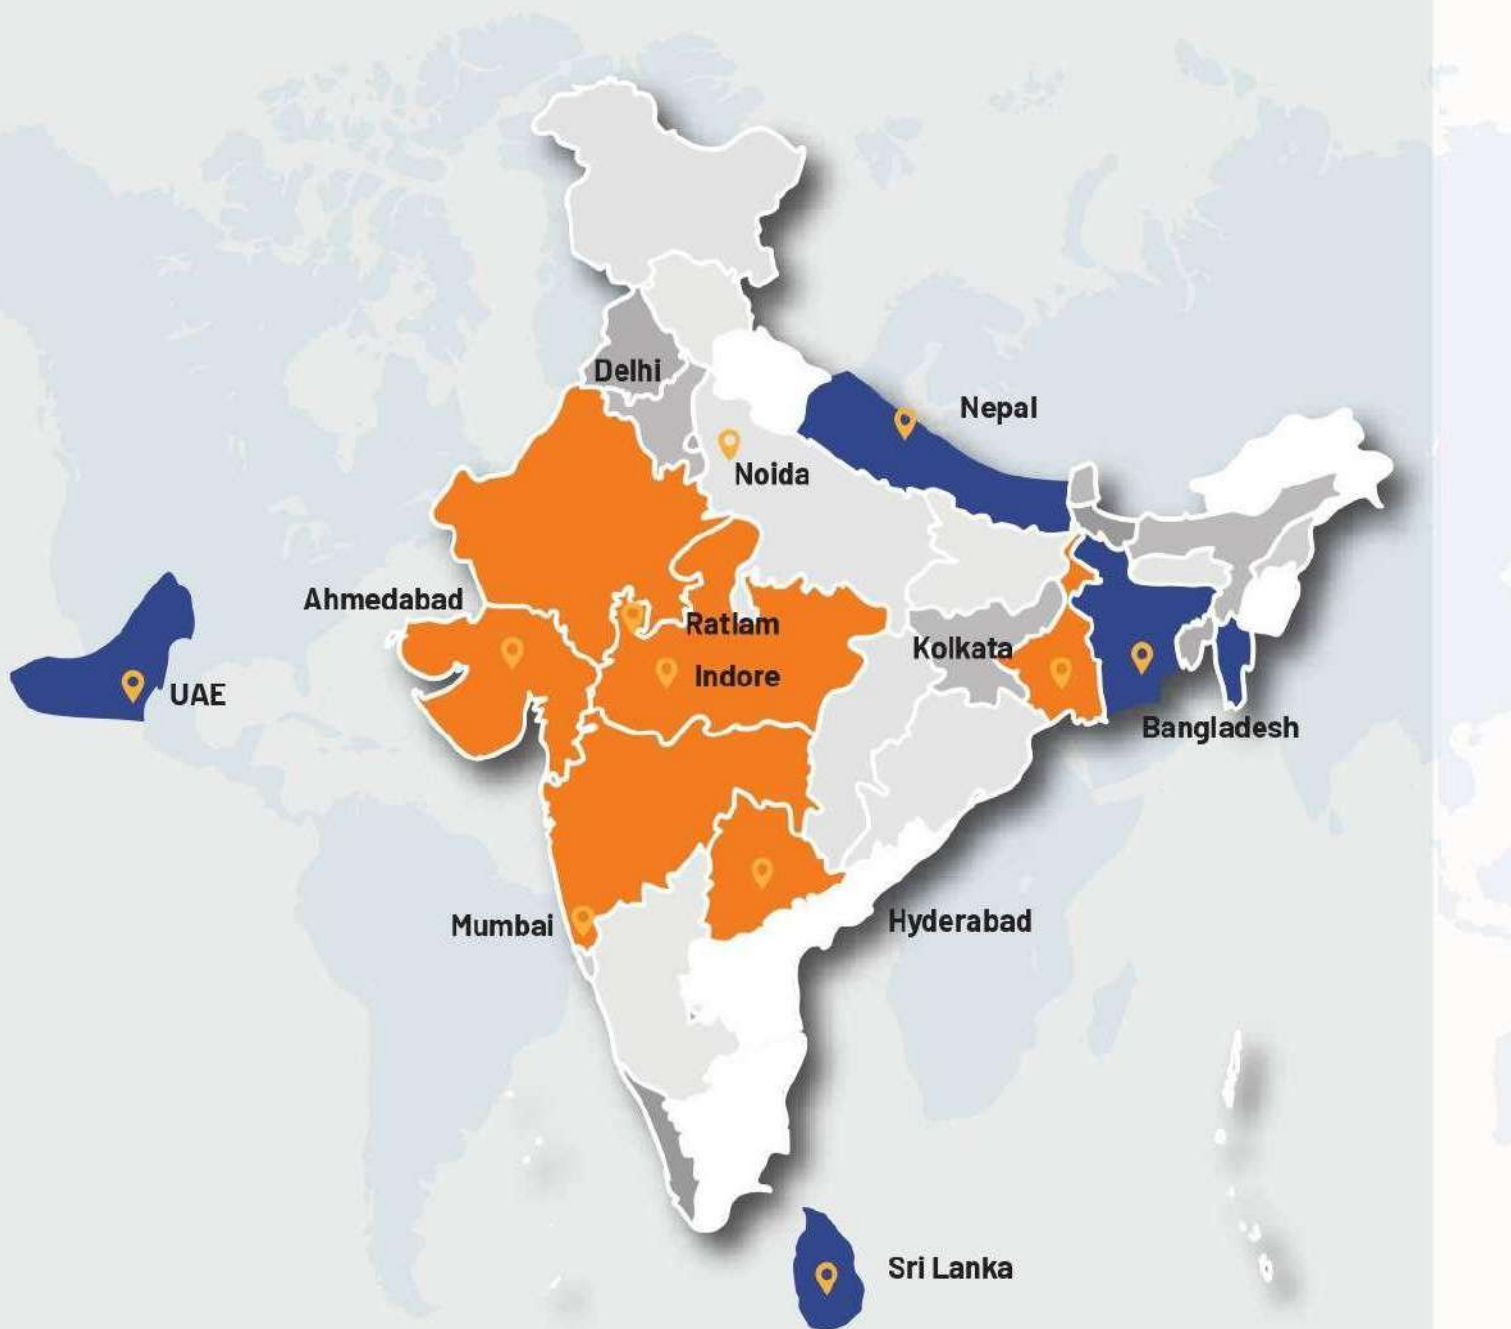 Delhi
Nepal
Noida
Ahmedabad
Ratlam
Kolkata
Indore
UAE
Bangladesh
Mumbai
Hyderabad
Sri Lanka